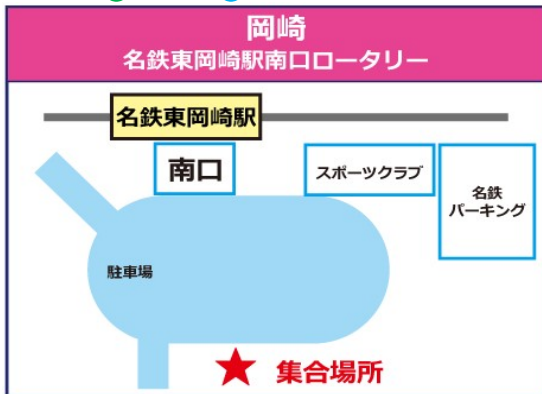 岡崎
名鉄東岡崎駅南口ロータリー
名鉄東岡崎駅
南口
スポーツクラブ
名鉄
パーキング
駐車場
集合場所